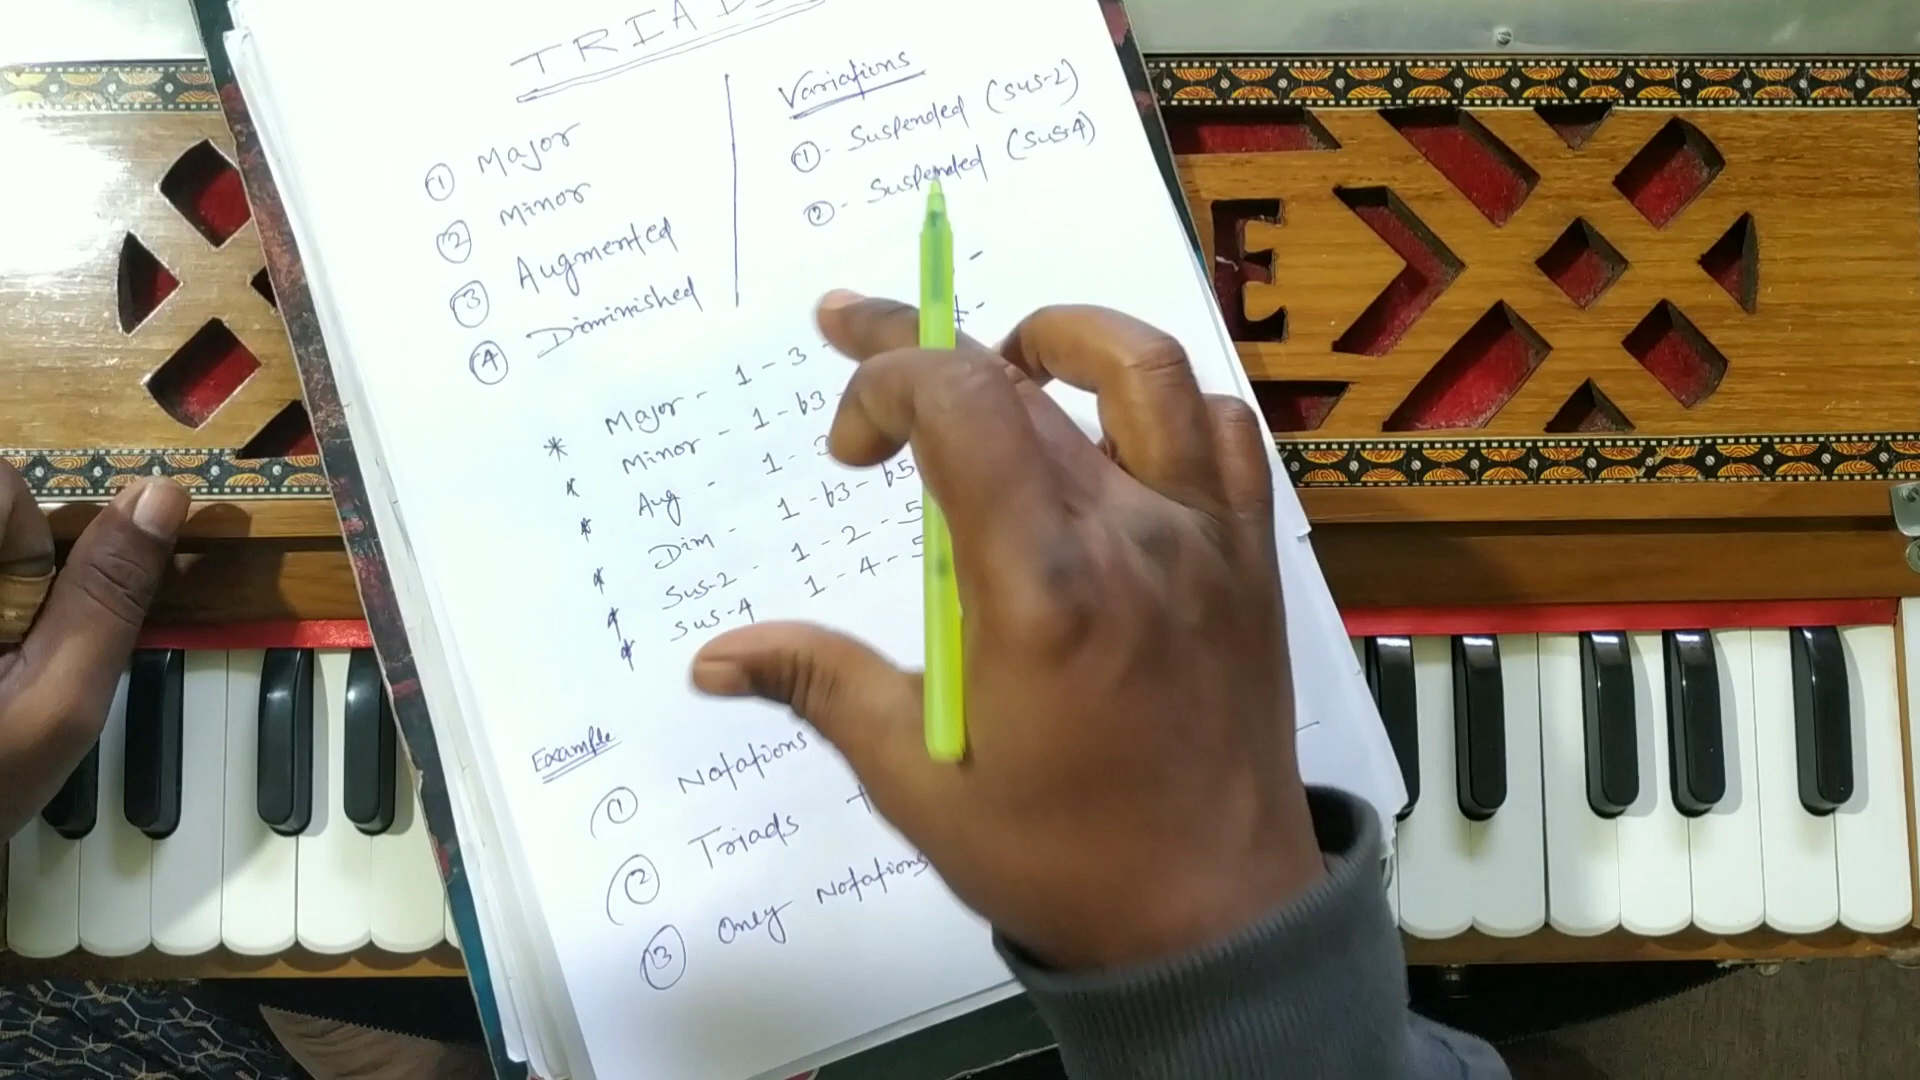 TRIAD
① Major
② Minor
③ Augmented
④ Diminished
Variations
① - Suspended (sus-2)
② - Suspended (sus4)
* Major - 1 - 3 -
* Minor - 1 - b3 -
* Aug - 1 - 3
* Dim - 1 - b3 - b5
* Sus-2 - 1 - 2 - 5
* Sus-4 1 - 4 - 5
Example
① Notations
② Triads
③ Only Notations
E